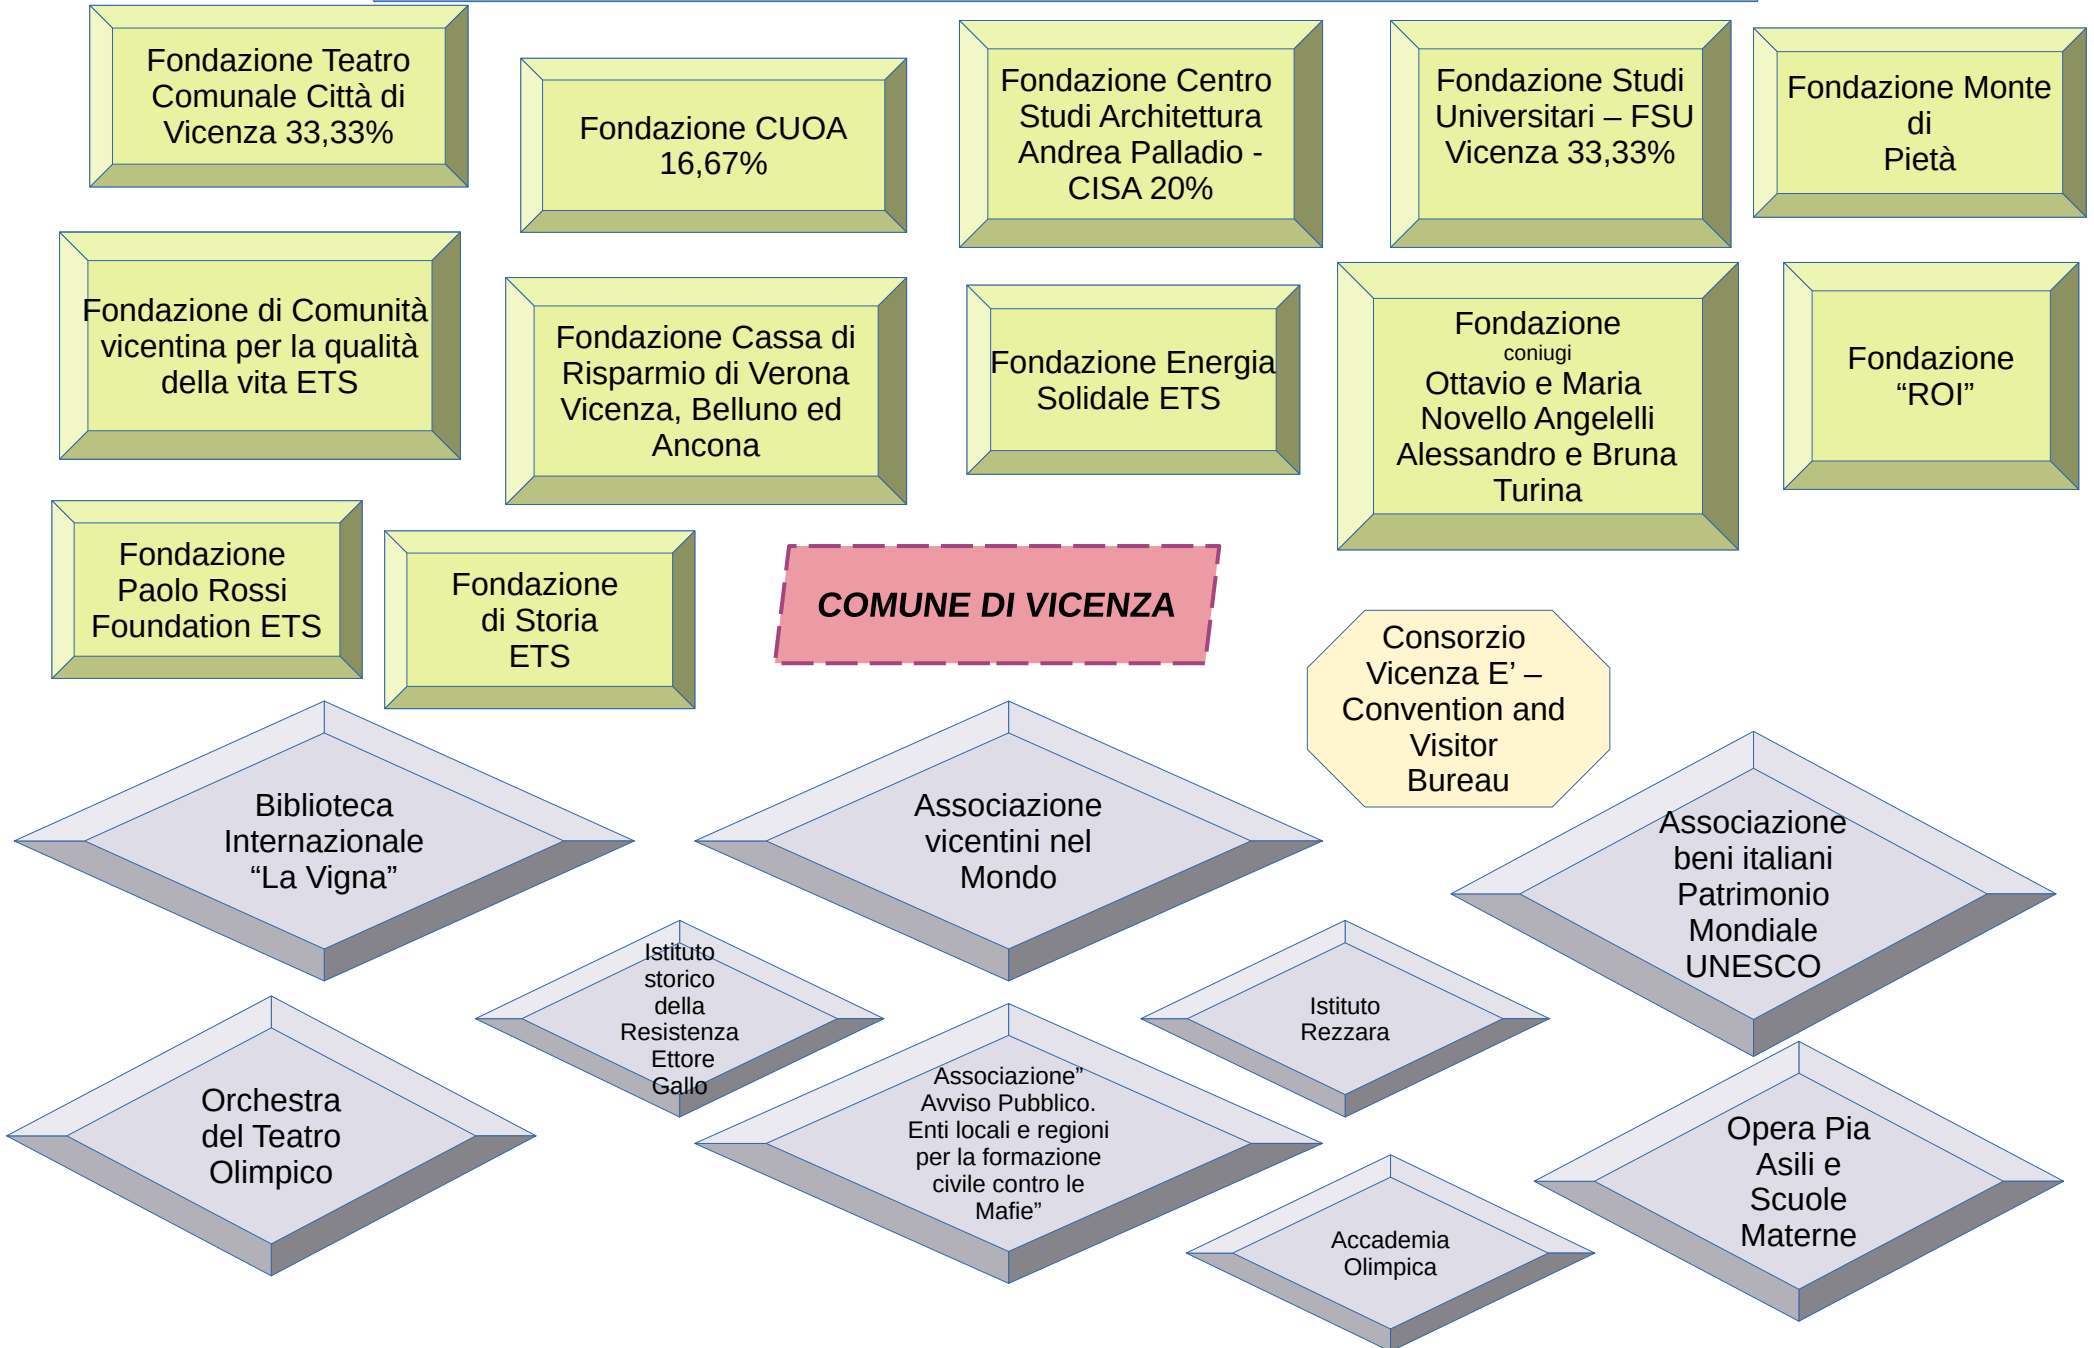 Fondazione Teatro
Comunale Città di
Vicenza 33,33%
Fondazione CUOA
16,67%
Fondazione Centro
Studi Architettura
Andrea Palladio -
CISA 20%
Fondazione Studi
Universitari – FSU
Vicenza 33,33%
Fondazione Monte
di
Pietà
Fondazione di Comunità
vicentina per la qualità
della vita ETS
Fondazione Cassa di
Risparmio di Verona
Vicenza, Belluno ed
Ancona
Fondazione Energia
Solidale ETS
Fondazione
coniugi
Ottavio e Maria
Novello Angelelli
Alessandro e Bruna
Turina
Fondazione
“ROI”
Fondazione
Paolo Rossi
Foundation ETS
Fondazione
di Storia
ETS
COMUNE DI VICENZA
Consorzio
Vicenza E’ –
Convention and
Visitor
Bureau
Biblioteca
Internazionale
“La Vigna”
Associazione
vicentini nel
Mondo
Associazione
beni italiani
Patrimonio
Mondiale
UNESCO
Istituto
storico
della
Resistenza
Ettore
Gallo
Istituto
Rezzara
Orchestra
del Teatro
Olimpico
Associazione”
Avviso Pubblico.
Enti locali e regioni
per la formazione
civile contro le
Mafie”
Accademia
Olimpica
Opera Pia
Asili e
Scuole
Materne